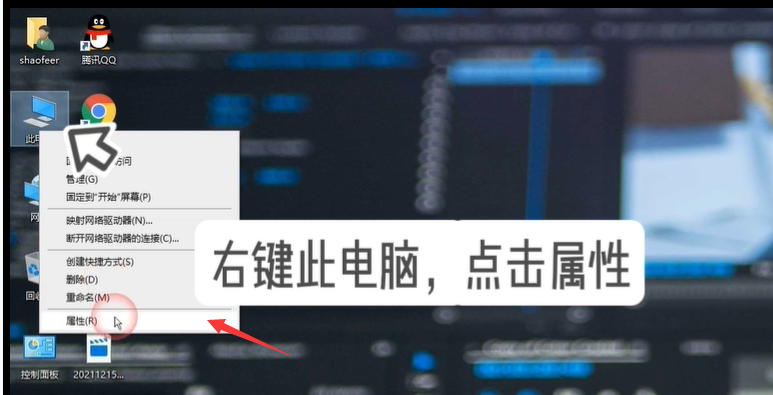 shaofeer
腾讯QQ
此电
访问
管理(G)
固定到"开始"屏幕(P)
映射网络驱动器(N)...
断开网络驱动器的连接(C)...
创建快捷方式(S)
删除(D)
重命名(M)
属性(R)
右键此电脑，点击属性
网
回收
控制面板
20211215...